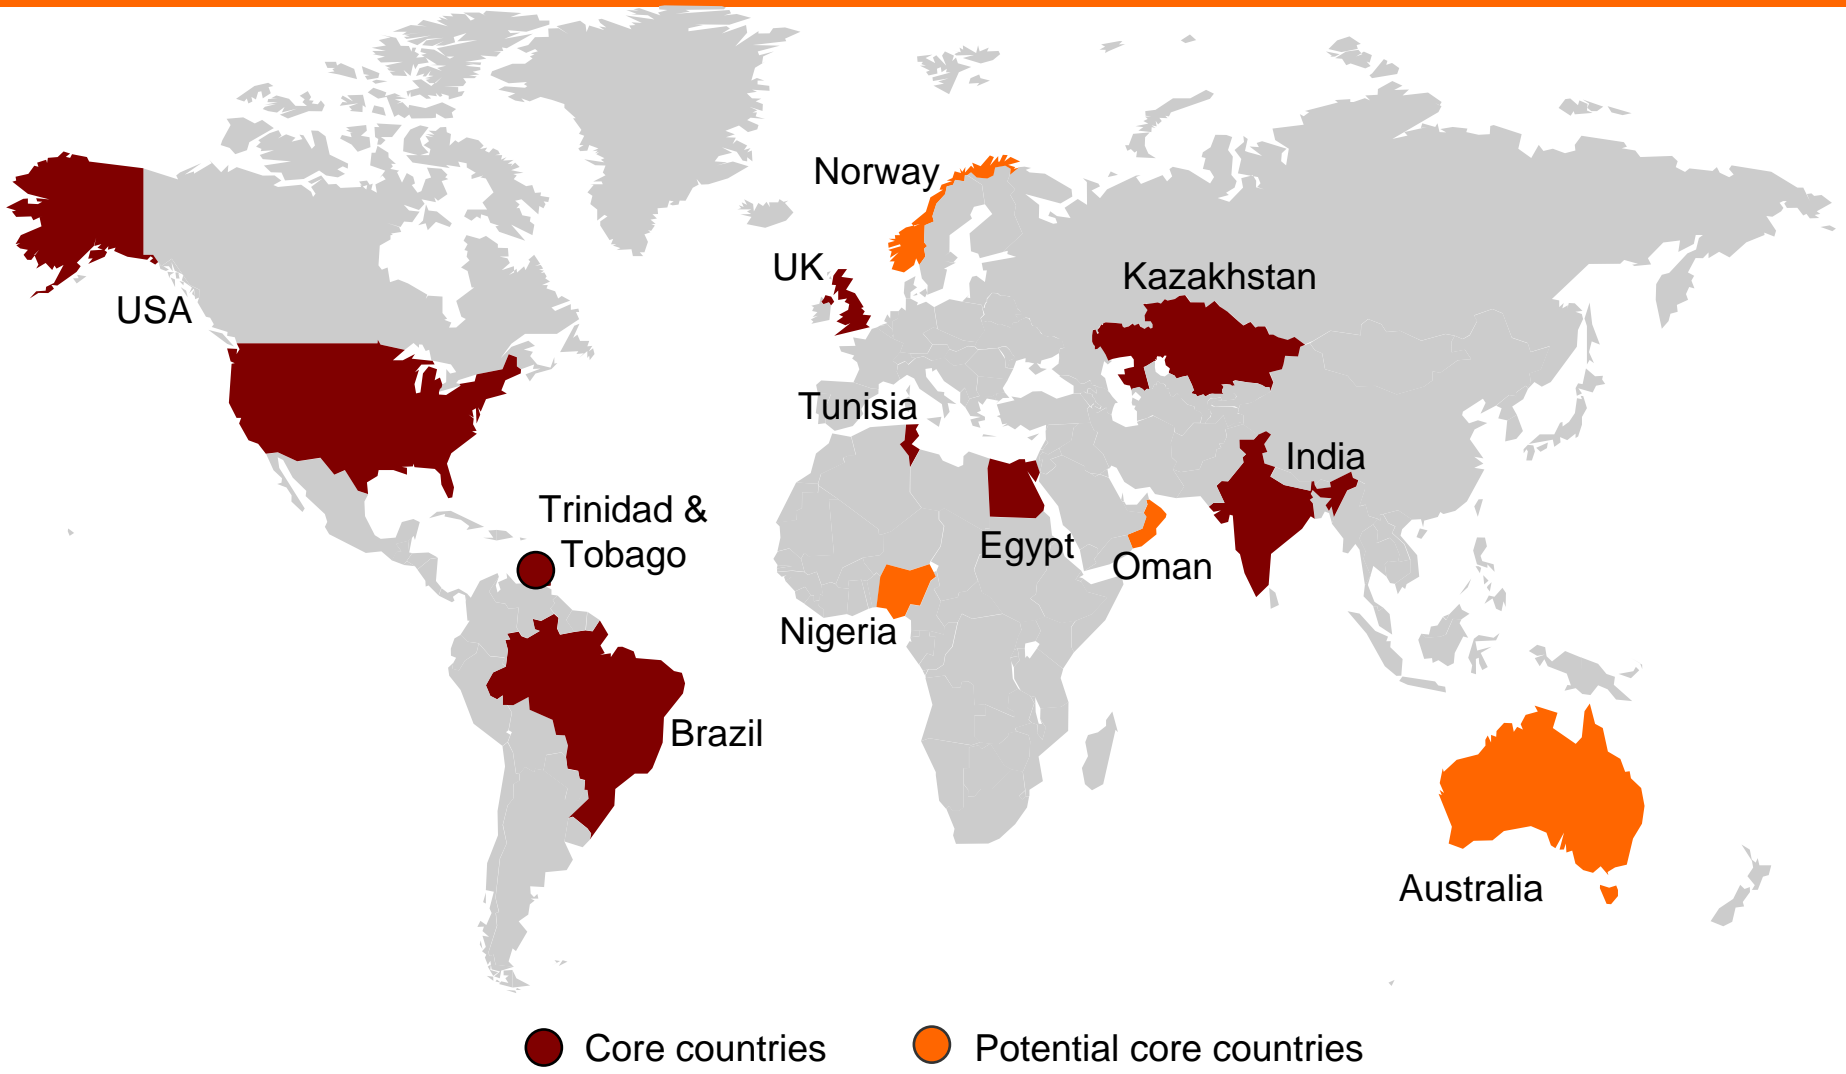 Norway
UK
Kazakhstan
USA
Tunisia
India
Trinidad &
Tobago
Egypt
Oman
Nigeria
Brazil
Australia
Core countries
Potential core countries